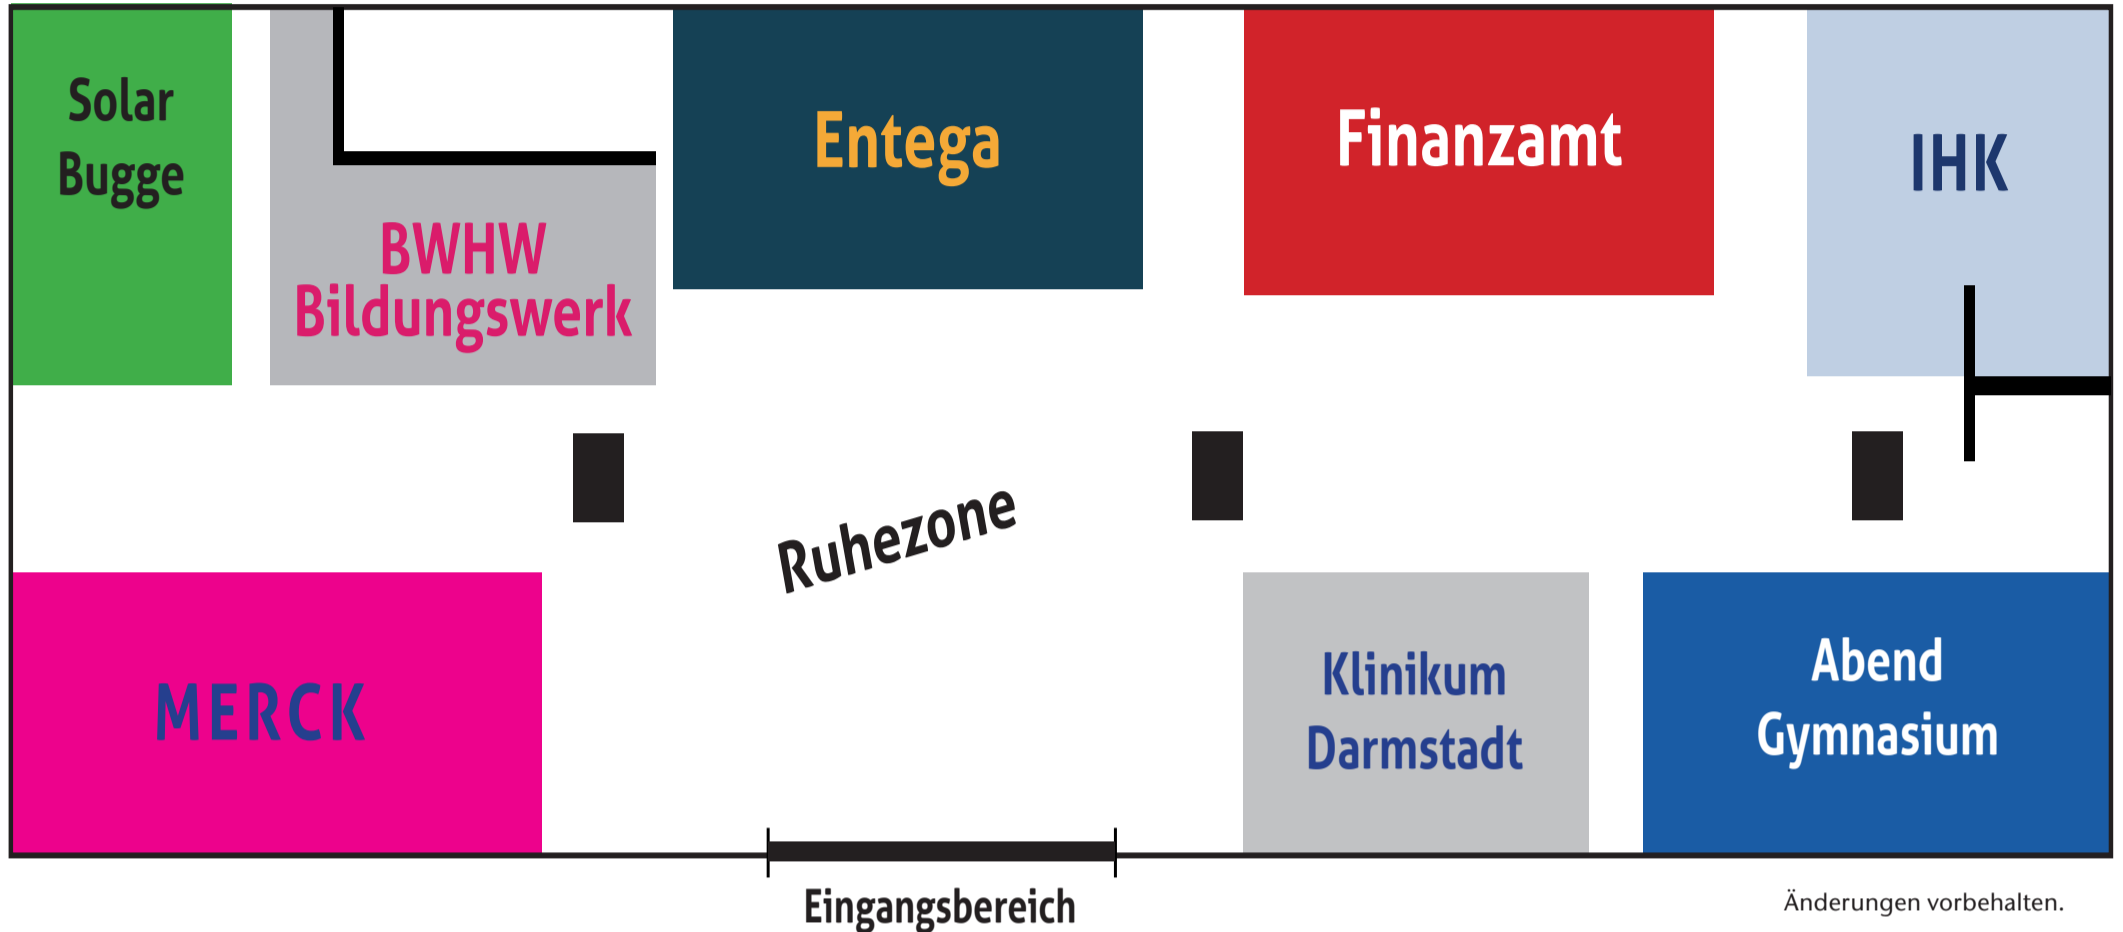 Solar
Bugge
BWHW
Bildungswerk
Entega
Finanzamt
IHK
Ruhezone
MERCK
Klinikum
Darmstadt
Abend
Gymnasium
Eingangsbereich
Änderungen vorbehalten.